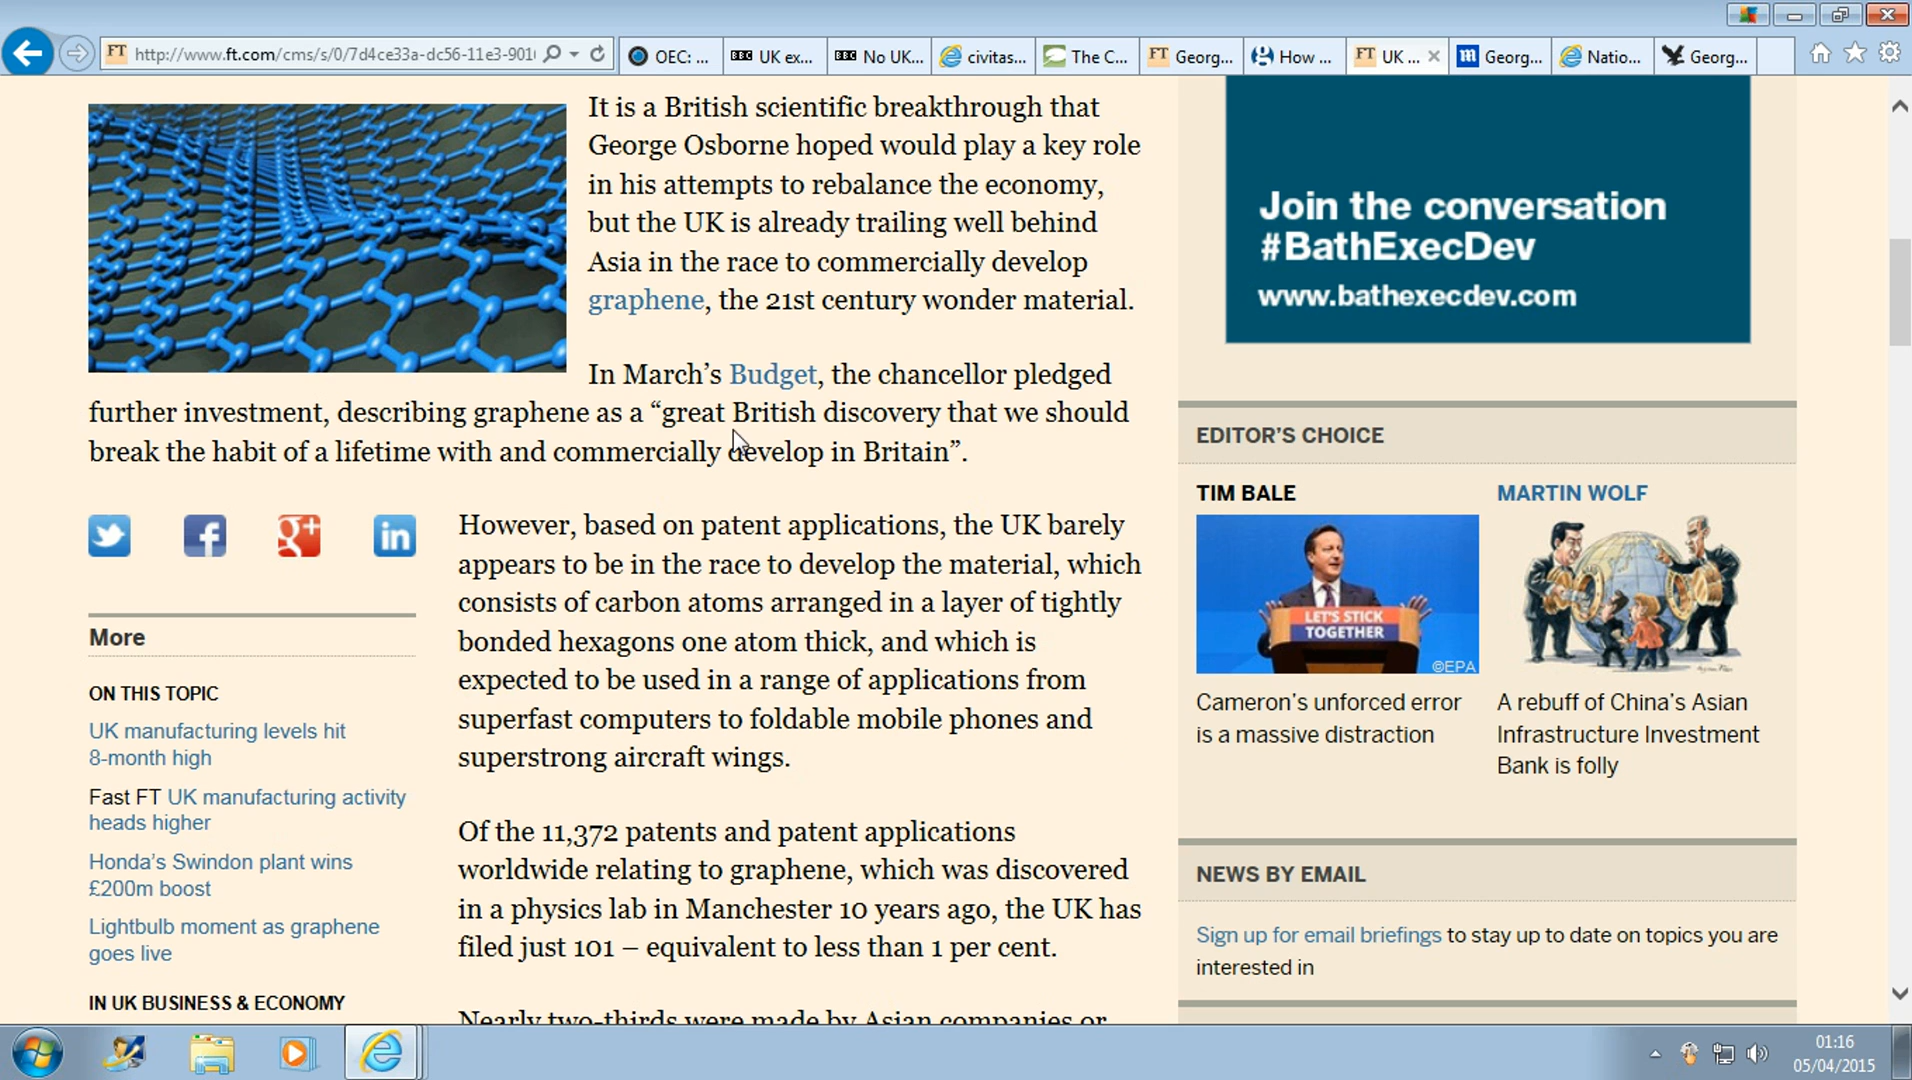 FT http://www.ft.com/cms/s/0/7d4ce33a-dc56-11e3-901
OEC: ...
BBC UK ex...
BBC No UK...
civitas...
The C...
FT Georg...
How ...
FT UK ...
Georg...
Natio...
Georg...
It is a British scientific breakthrough that
George Osborne hoped would play a key role
in his attempts to rebalance the economy,
but the UK is already trailing well behind
Asia in the race to commercially develop
graphene, the 21st century wonder material.
In March’s Budget, the chancellor pledged
further investment, describing graphene as a “great British discovery that we should
break the habit of a lifetime with and commercially develop in Britain”.
However, based on patent applications, the UK barely
appears to be in the race to develop the material, which
consists of carbon atoms arranged in a layer of tightly
bonded hexagons one atom thick, and which is
expected to be used in a range of applications from
superfast computers to foldable mobile phones and
superstrong aircraft wings.
Of the 11,372 patents and patent applications
worldwide relating to graphene, which was discovered
in a physics lab in Manchester 10 years ago, the UK has
filed just 101 – equivalent to less than 1 per cent.
Nearly two-thirds were made by Asian companies or
More
ON THIS TOPIC
UK manufacturing levels hit
8-month high
Fast FT UK manufacturing activity
heads higher
Honda’s Swindon plant wins
£200m boost
Lightbulb moment as graphene
goes live
IN UK BUSINESS & ECONOMY
Join the conversation
#BathExecDev
www.bathexecdev.com
EDITOR’S CHOICE
TIM BALE
LET'S STICK
TOGETHER
©EPA
Cameron’s unforced error
is a massive distraction
MARTIN WOLF
A rebuff of China’s Asian
Infrastructure Investment
Bank is folly
NEWS BY EMAIL
Sign up for email briefings to stay up to date on topics you are
interested in
01:16
05/04/2015